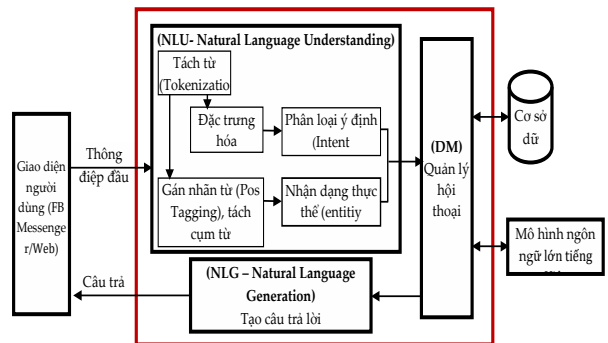 (NLU- Natural Language Understanding)
Tách từ
(Tokenizatio
Đặc trưng
hóa
Phân loại ý định
(Intent
Gán nhãn từ (Pos
Tagging), tách
cụm từ
Nhận dạng thực
thể (entitiy
Giao diện
người
dùng (FB
Messenge
r/Web)
Thông
điệp đầu
Câu trả
(DM)
Quản lý
hội
thoại
Cơ sở
dữ
Mô hình ngôn
ngữ lớn tiếng
(NLG – Natural Language
Generation)
Tạo câu trả lời